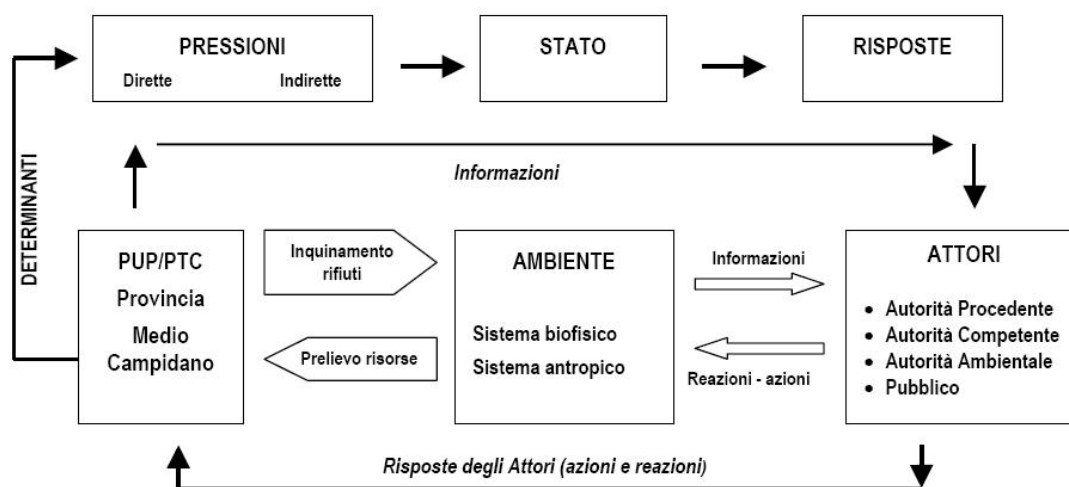 PRESSIONI
Dirette Indirette
STATO
RISPOSTE
Informazioni
DETERMINANTI
PUP/PTC
Provincia
Medio
Campidano
Inquinamento
rifiuti
Prelievo risorse
AMBIENTE
Sistema biofisico
Sistema antropico
Informazioni
Reazioni - azioni
ATTORI
• Autorità Procedente
• Autorità Competente
• Autorità Ambientale
• Pubblico
Risposte degli Attori (azioni e reazioni)